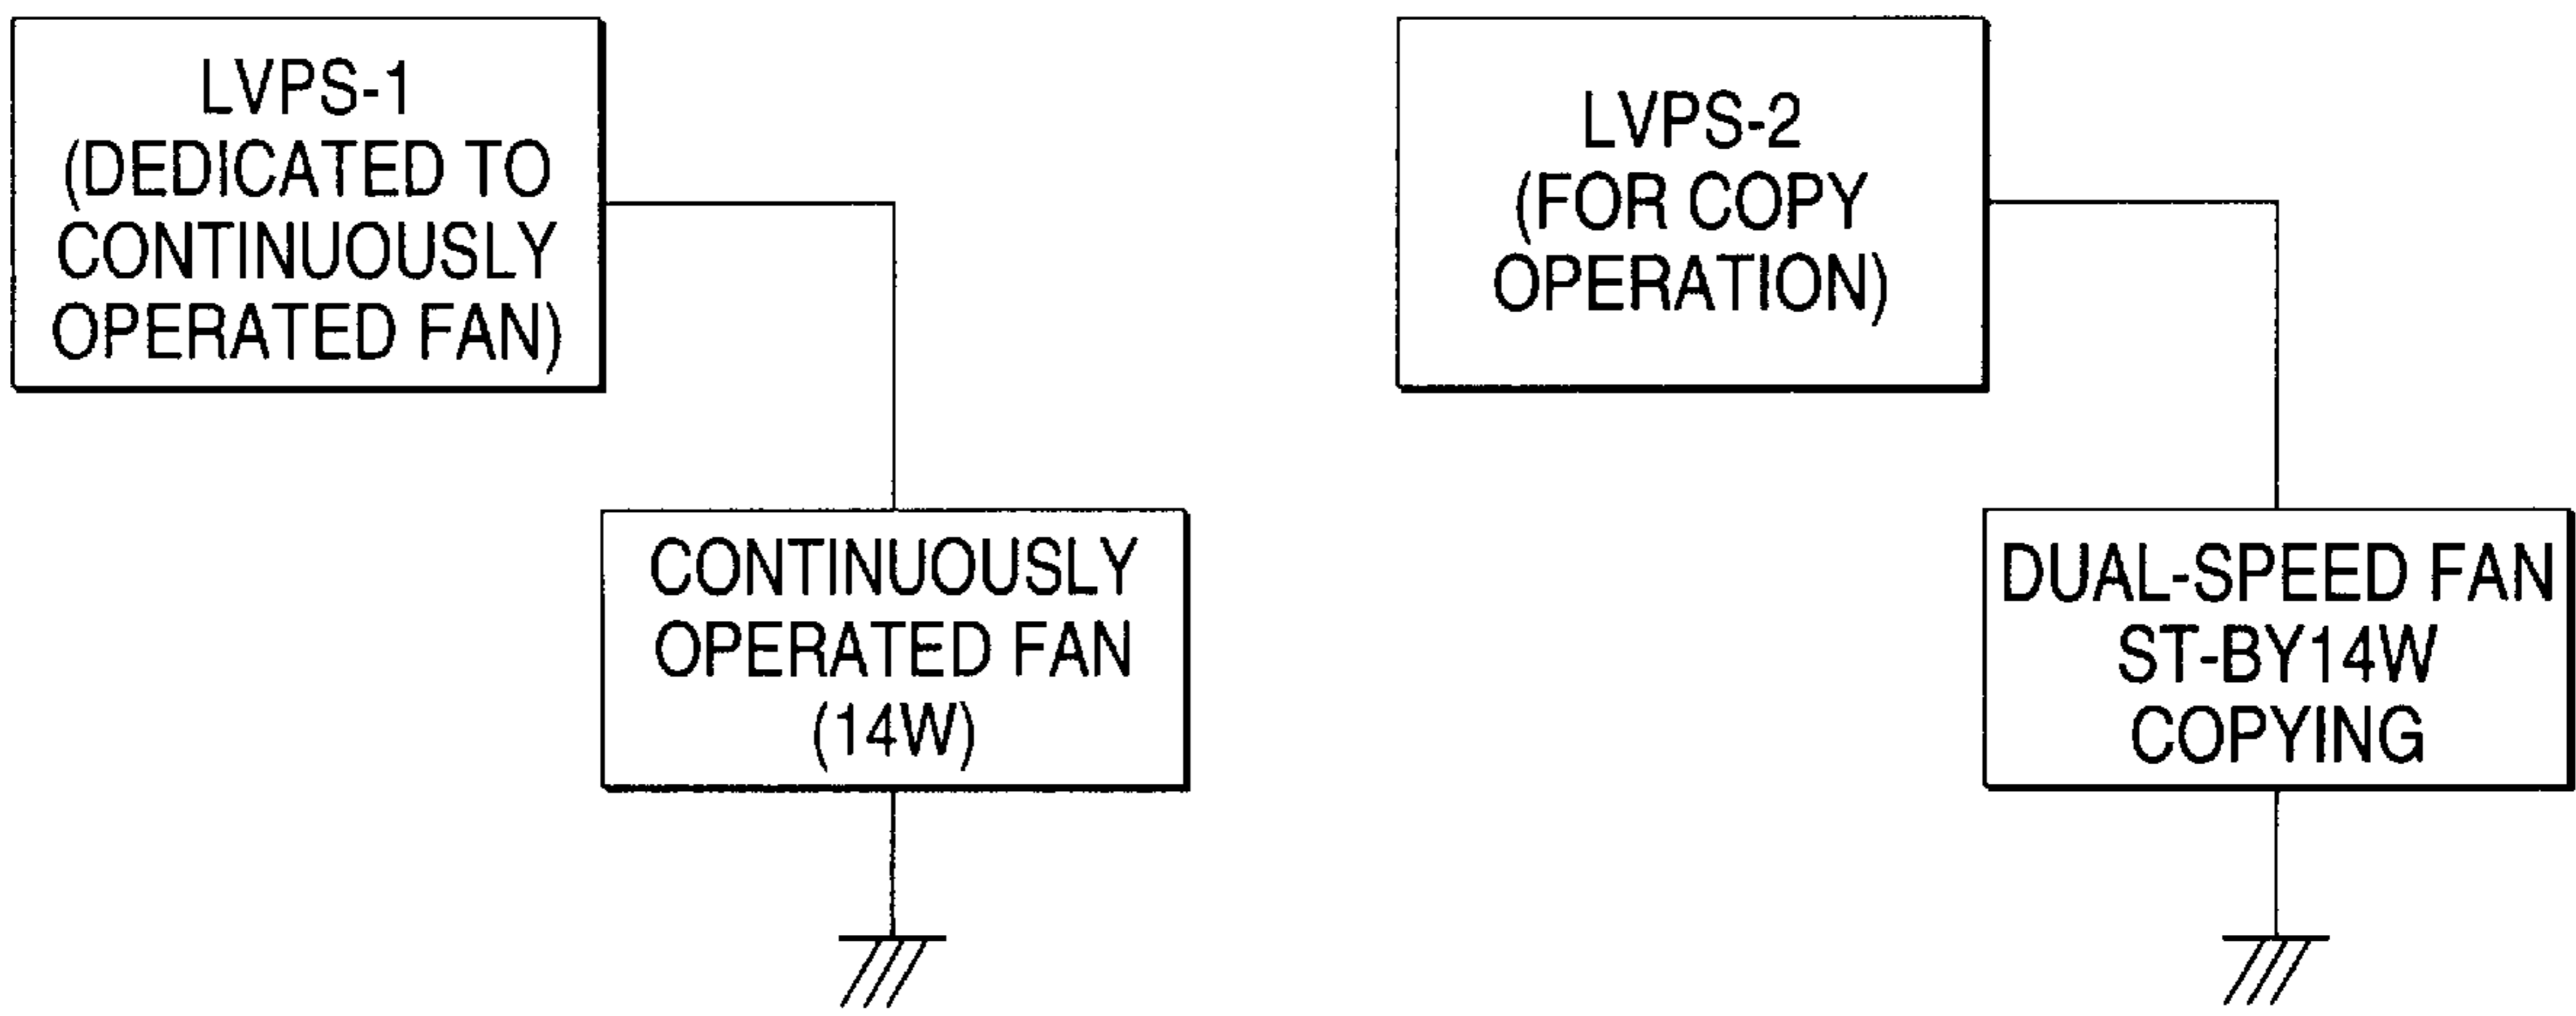 LVPS-1
(DEDICATED TO
CONTINUOUSLY
OPERATED FAN)
CONTINUOUSLY
OPERATED FAN
(14W)
LVPS-2
(FOR COPY
OPERATION)
DUAL-SPEED FAN
ST-BY14W
COPYING